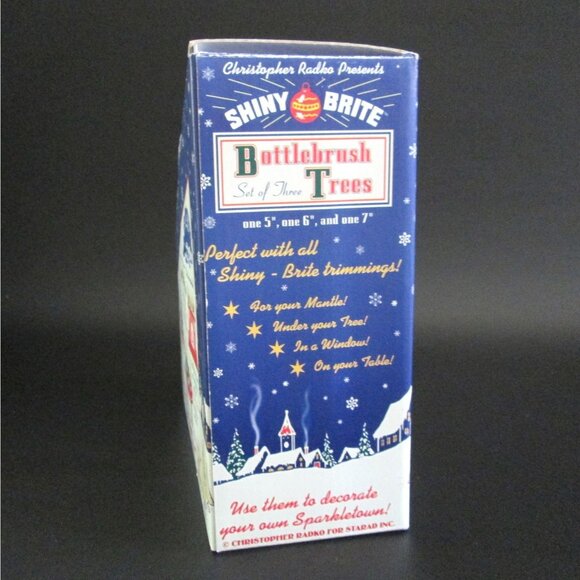 Christopher Radko Presents
SHINY BRITE
Bottlebrush
Set of Three Trees
one 5", one 6", and one 7"
Perfect with all
Shiny - Brite trimmings!
For your Mantle!
Under your Tree!
In a Window!
On your Table!
Use them to decorate
your own Sparkletown!
© CHRISTOPHER RADKO FOR STARAD INC.